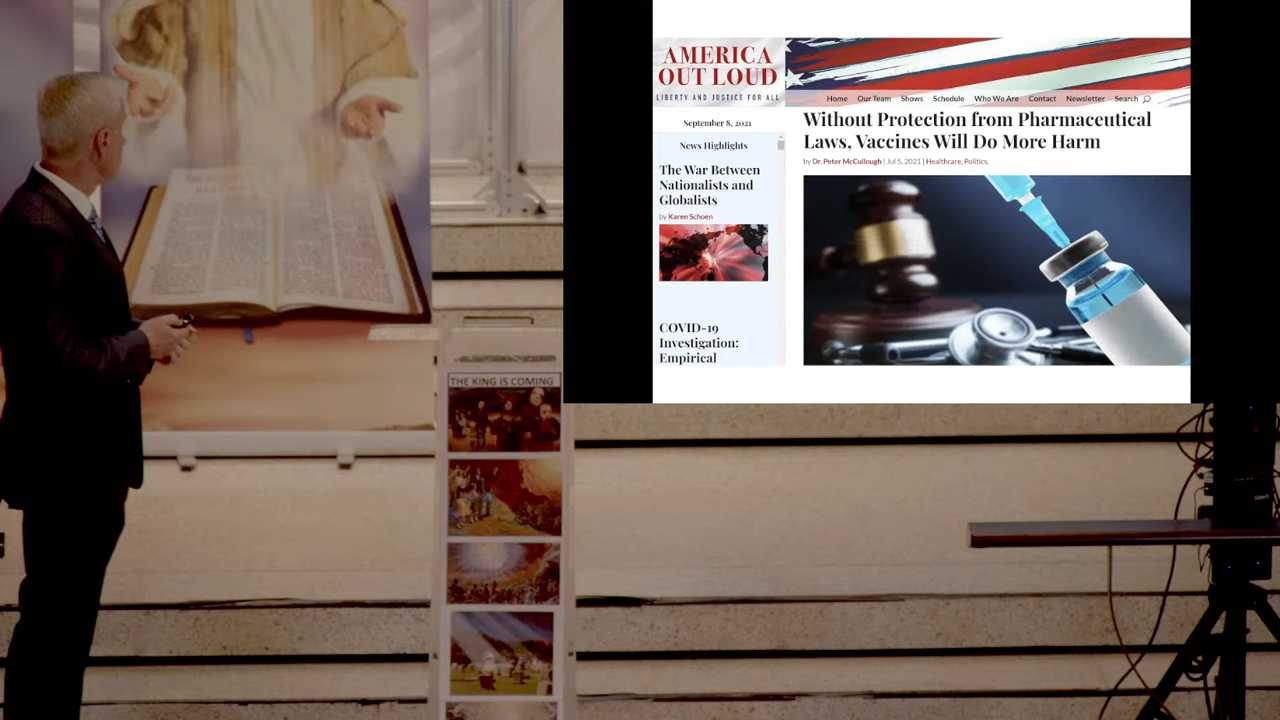 AMERICA
OUT LOUD
LIBERTY AND JUSTICE FOR ALL
Home Our Team Shows Schedule Who We Are Contact Newsletter Search
September 8, 2021
News Highlights
The War Between
Nationalists and
Globalists
by Karen Schoen
COVID-19
Investigation:
Empirical
Without Protection from Pharmaceutical
Laws, Vaccines Will Do More Harm
by Dr. Peter McCullough | Jul 5, 2021 | Healthcare, Politics,
THE KING IS COMING